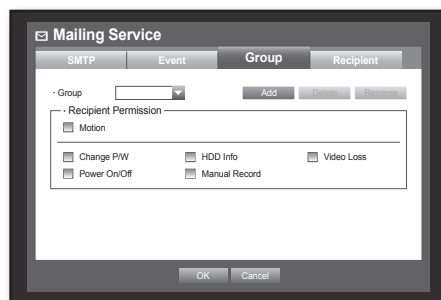 Mailing Service
SMTP Event Group Recipient
· Group Add Delete Rename
· Recipient Permission
Motion
Change P/W HDD Info Video Loss
Power On/Off Manual Record
OK Cancel